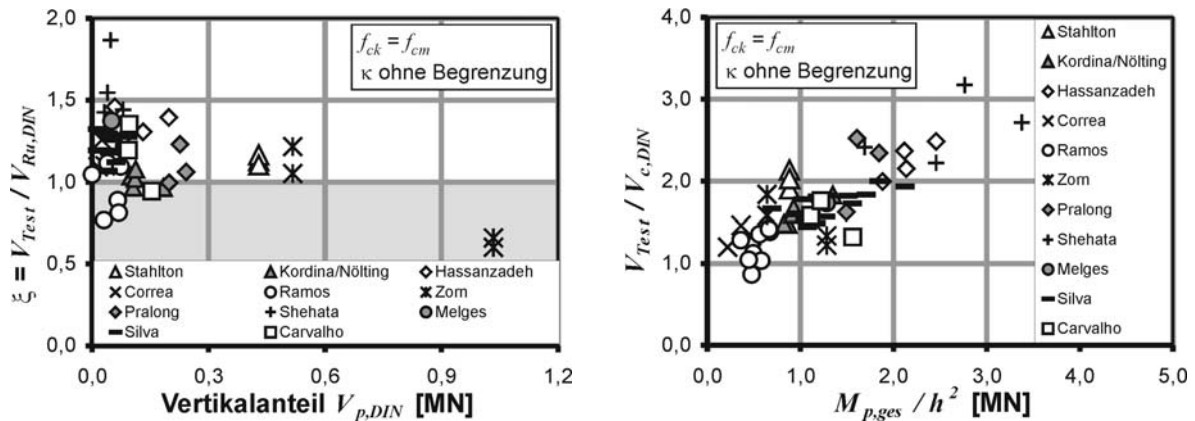 2,0
1,5
1,0
0,5
0,0
ξ = V_Test / V_Ru,DIN
f_ck = f_cm
κ ohne Begrenzung
Stahlton
Kordina/Nölting
Hassanzadeh
Correa
Ramos
Zorn
Pralong
Shehata
Melges
Silva
Carvalho
0,0
0,3
0,6
0,9
1,2
Vertikalanteil V_p,DIN [MN]
4,0
3,0
2,0
1,0
0,0
V_Test / V_c,DIN
f_ck = f_cm
κ ohne Begrenzung
Stahlton
Kordina/Nölting
Hassanzadeh
Correa
Ramos
Zorn
Pralong
Shehata
Melges
Silva
Carvalho
0,0
1,0
2,0
3,0
4,0
5,0
M_p,ges / h² [MN]